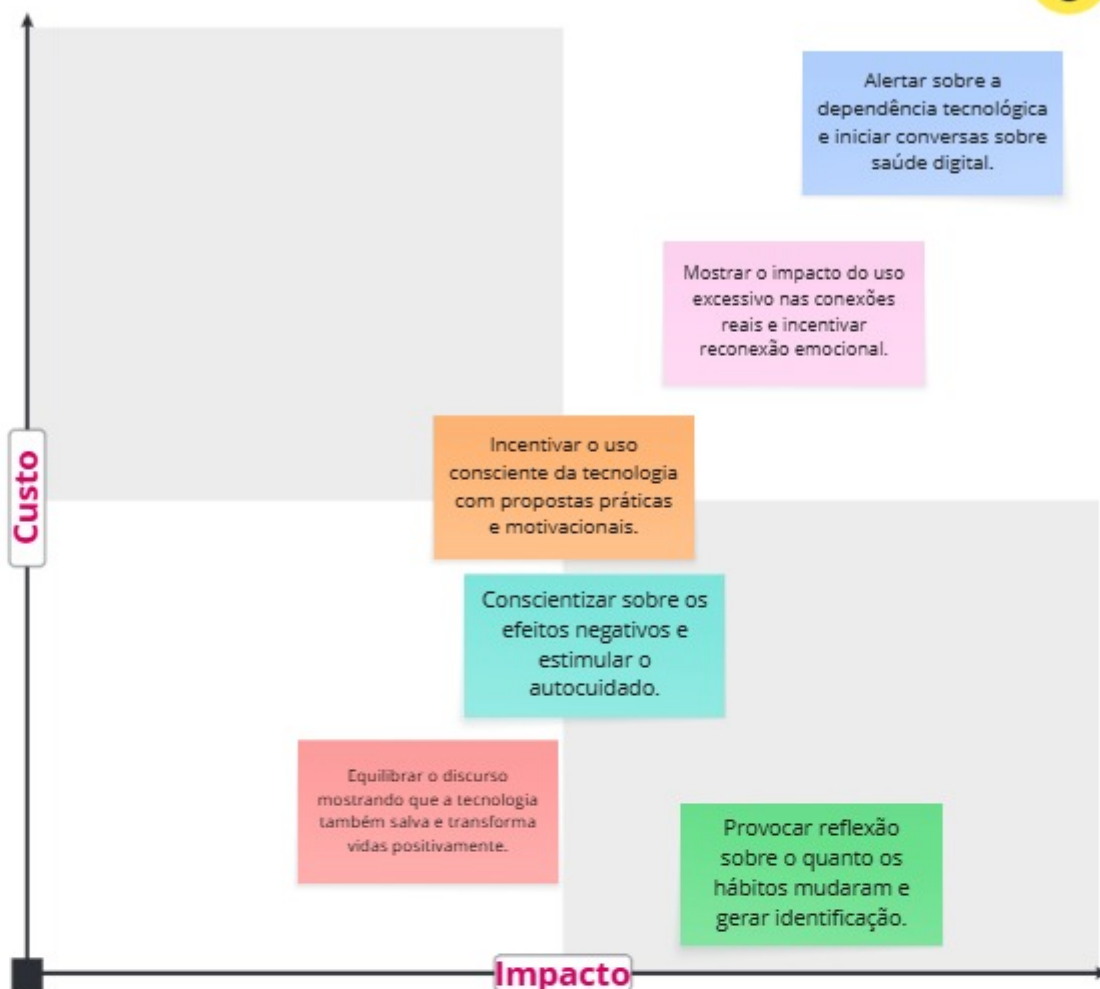 Alertar sobre a
dependência tecnológica
e iniciar conversas sobre
saúde digital.
Mostrar o impacto do uso
excessivo nas conexões
reais e incentivar
reconexão emocional.
Custo
Incentivar o uso
consciente da tecnologia
com propostas práticas
e motivacionais.
Conscientizar sobre os
efeitos negativos e
estimular o
autocuidado.
Equilibrar o discurso
mostrando que a tecnologia
também salva e transforma
vidas positivamente.
Provocar reflexão
sobre o quanto os
hábitos mudaram e
gerar identificação.
Impacto